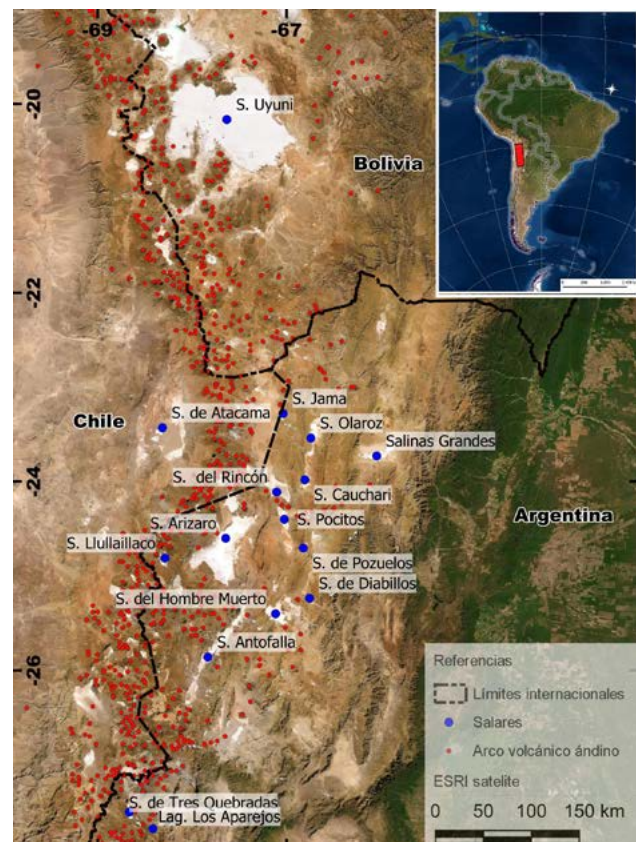 -69
-67
-20
S. Uyuni
Bolivia
-22
S. Jama
Chile
S. de Atacama
S. Olaroz
Salinas Grandes
-24
S. del Rincón
S. Cauchari
S. Arizaro
S. Pocitos
Argentina
S. Llullaillaco
S. de Pozuelos
S. de Diabillos
S. del Hombre Muerto
S. Antofalla
-26
Referencias
Límites internacionales
Salares
Arco volcánico ándino
ESRI satelite
0 50 100 150 km
S. de Tres Quebradas
Lag. Los Aparejos